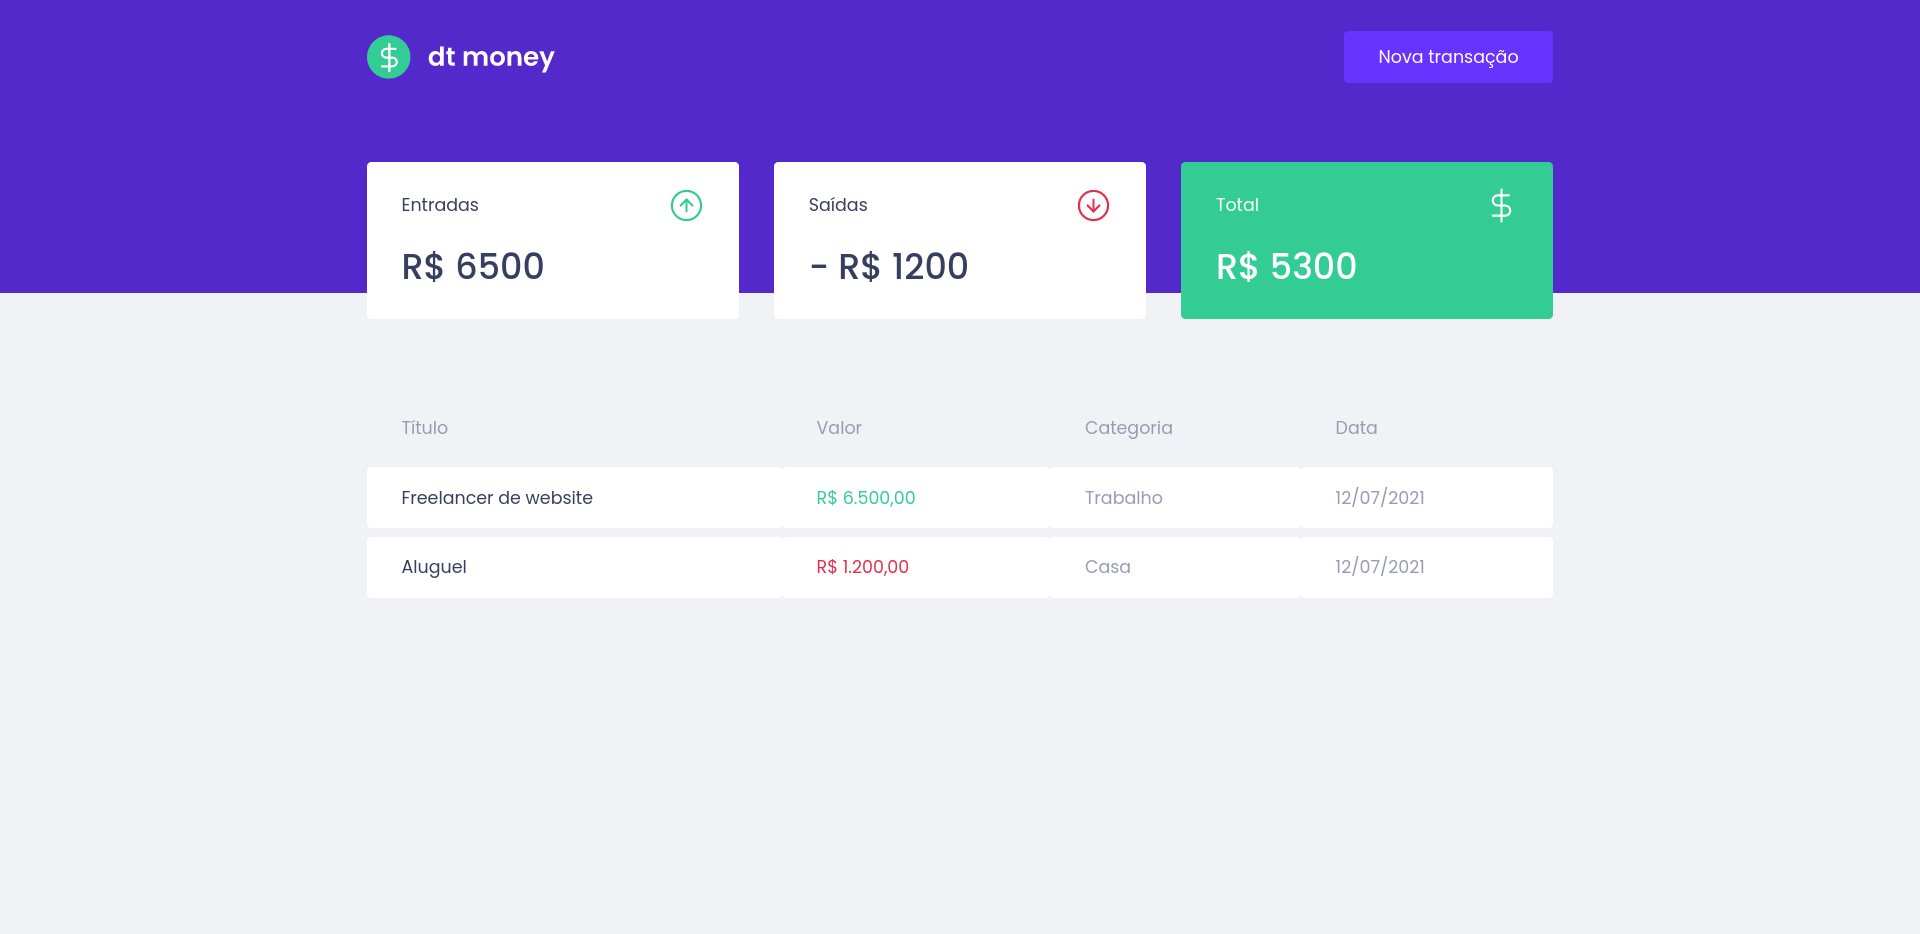 dt money
Nova transação
Entradas
R$ 6500
Saídas
- R$ 1200
Total
R$ 5300
Título Valor Categoria Data
Freelancer de website R$ 6.500,00 Trabalho 12/07/2021
Aluguel R$ 1.200,00 Casa 12/07/2021